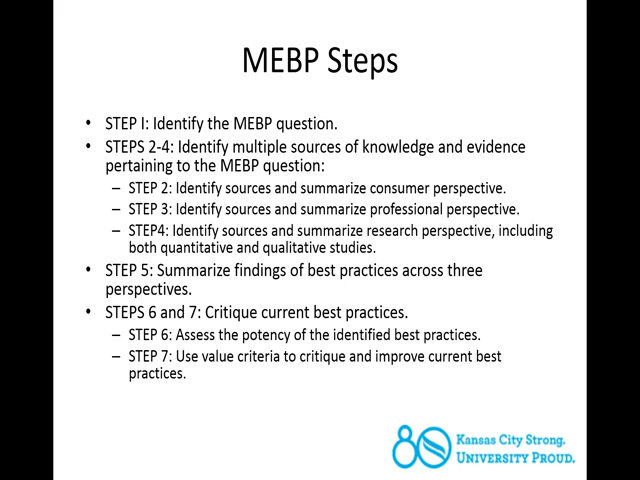 MEBP Steps
• STEP I: Identify the MEBP question.
• STEPS 2-4: Identify multiple sources of knowledge and evidence
pertaining to the MEBP question:
– STEP 2: Identify sources and summarize consumer perspective.
– STEP 3: Identify sources and summarize professional perspective.
– STEP4: Identify sources and summarize research perspective, including
both quantitative and qualitative studies.
• STEP 5: Summarize findings of best practices across three
perspectives.
• STEPS 6 and 7: Critique current best practices.
– STEP 6: Assess the potency of the identified best practices.
– STEP 7: Use value criteria to critique and improve current best
practices.
80 Kansas City Strong.
UNIVERSITY PROUD.